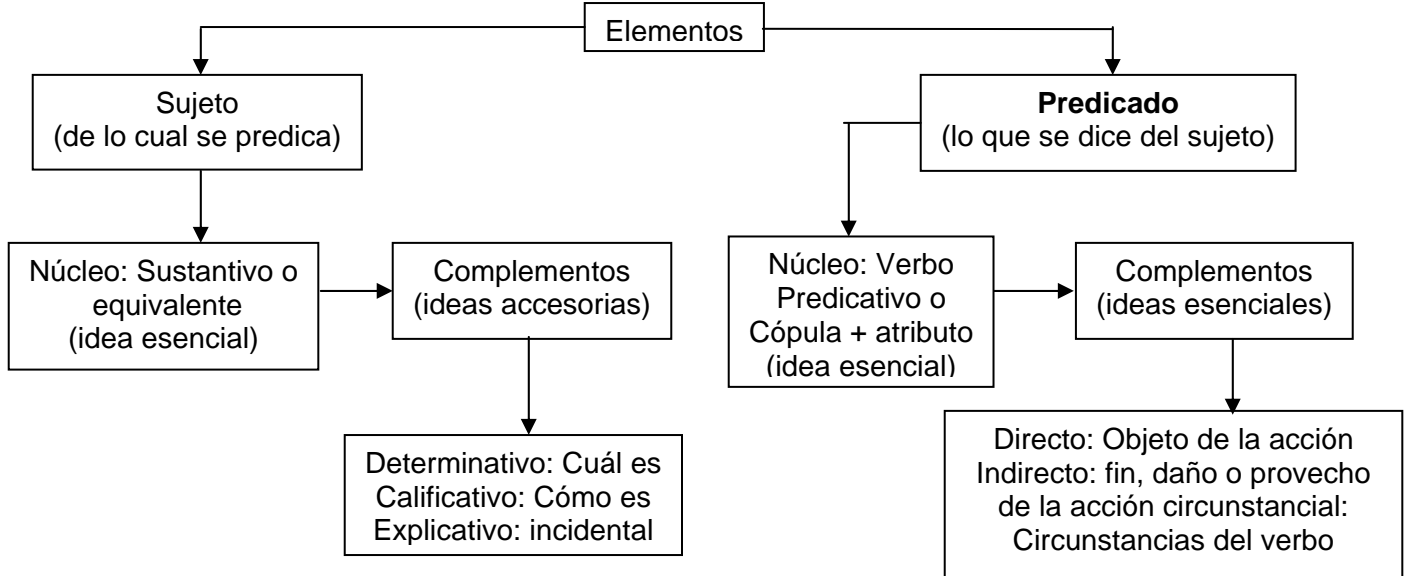 Elementos
Sujeto
(de lo cual se predica)
Predicado
(lo que se dice del sujeto)
Núcleo: Sustantivo o
equivalente
(idea esencial)
Complementos
(ideas accesorias)
Núcleo: Verbo
Predicativo o
Cópula + atributo
(idea esencial)
Complementos
(ideas esenciales)
Determinativo: Cuál es
Calificativo: Cómo es
Explicativo: incidental
Directo: Objeto de la acción
Indirecto: fin, daño o provecho
de la acción circunstancial:
Circunstancias del verbo